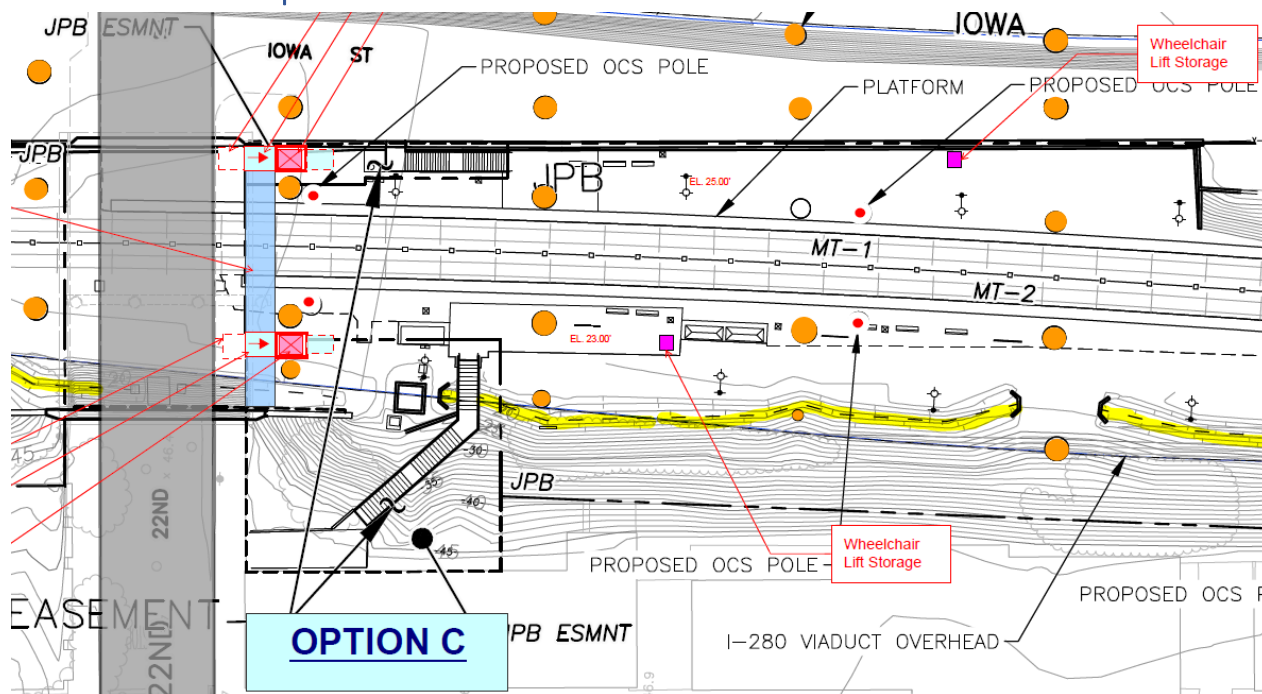 JPB ESMNT
IOWA ST
IOWA
Wheelchair
Lift Storage
PROPOSED OCS POLE
PLATFORM
PROPOSED OCS POLE
JPB
JPB
EL. 25.00'
MT-1
MT-2
EL. 23.00'
30
35
40
45
45
22ND
JPB
Wheelchair
Lift Storage
PROPOSED OCS POLE
PROPOSED OCS P
EASEMENT
OPTION C
JPB ESMNT
I-280 VIADUCT OVERHEAD
22ND
46.9